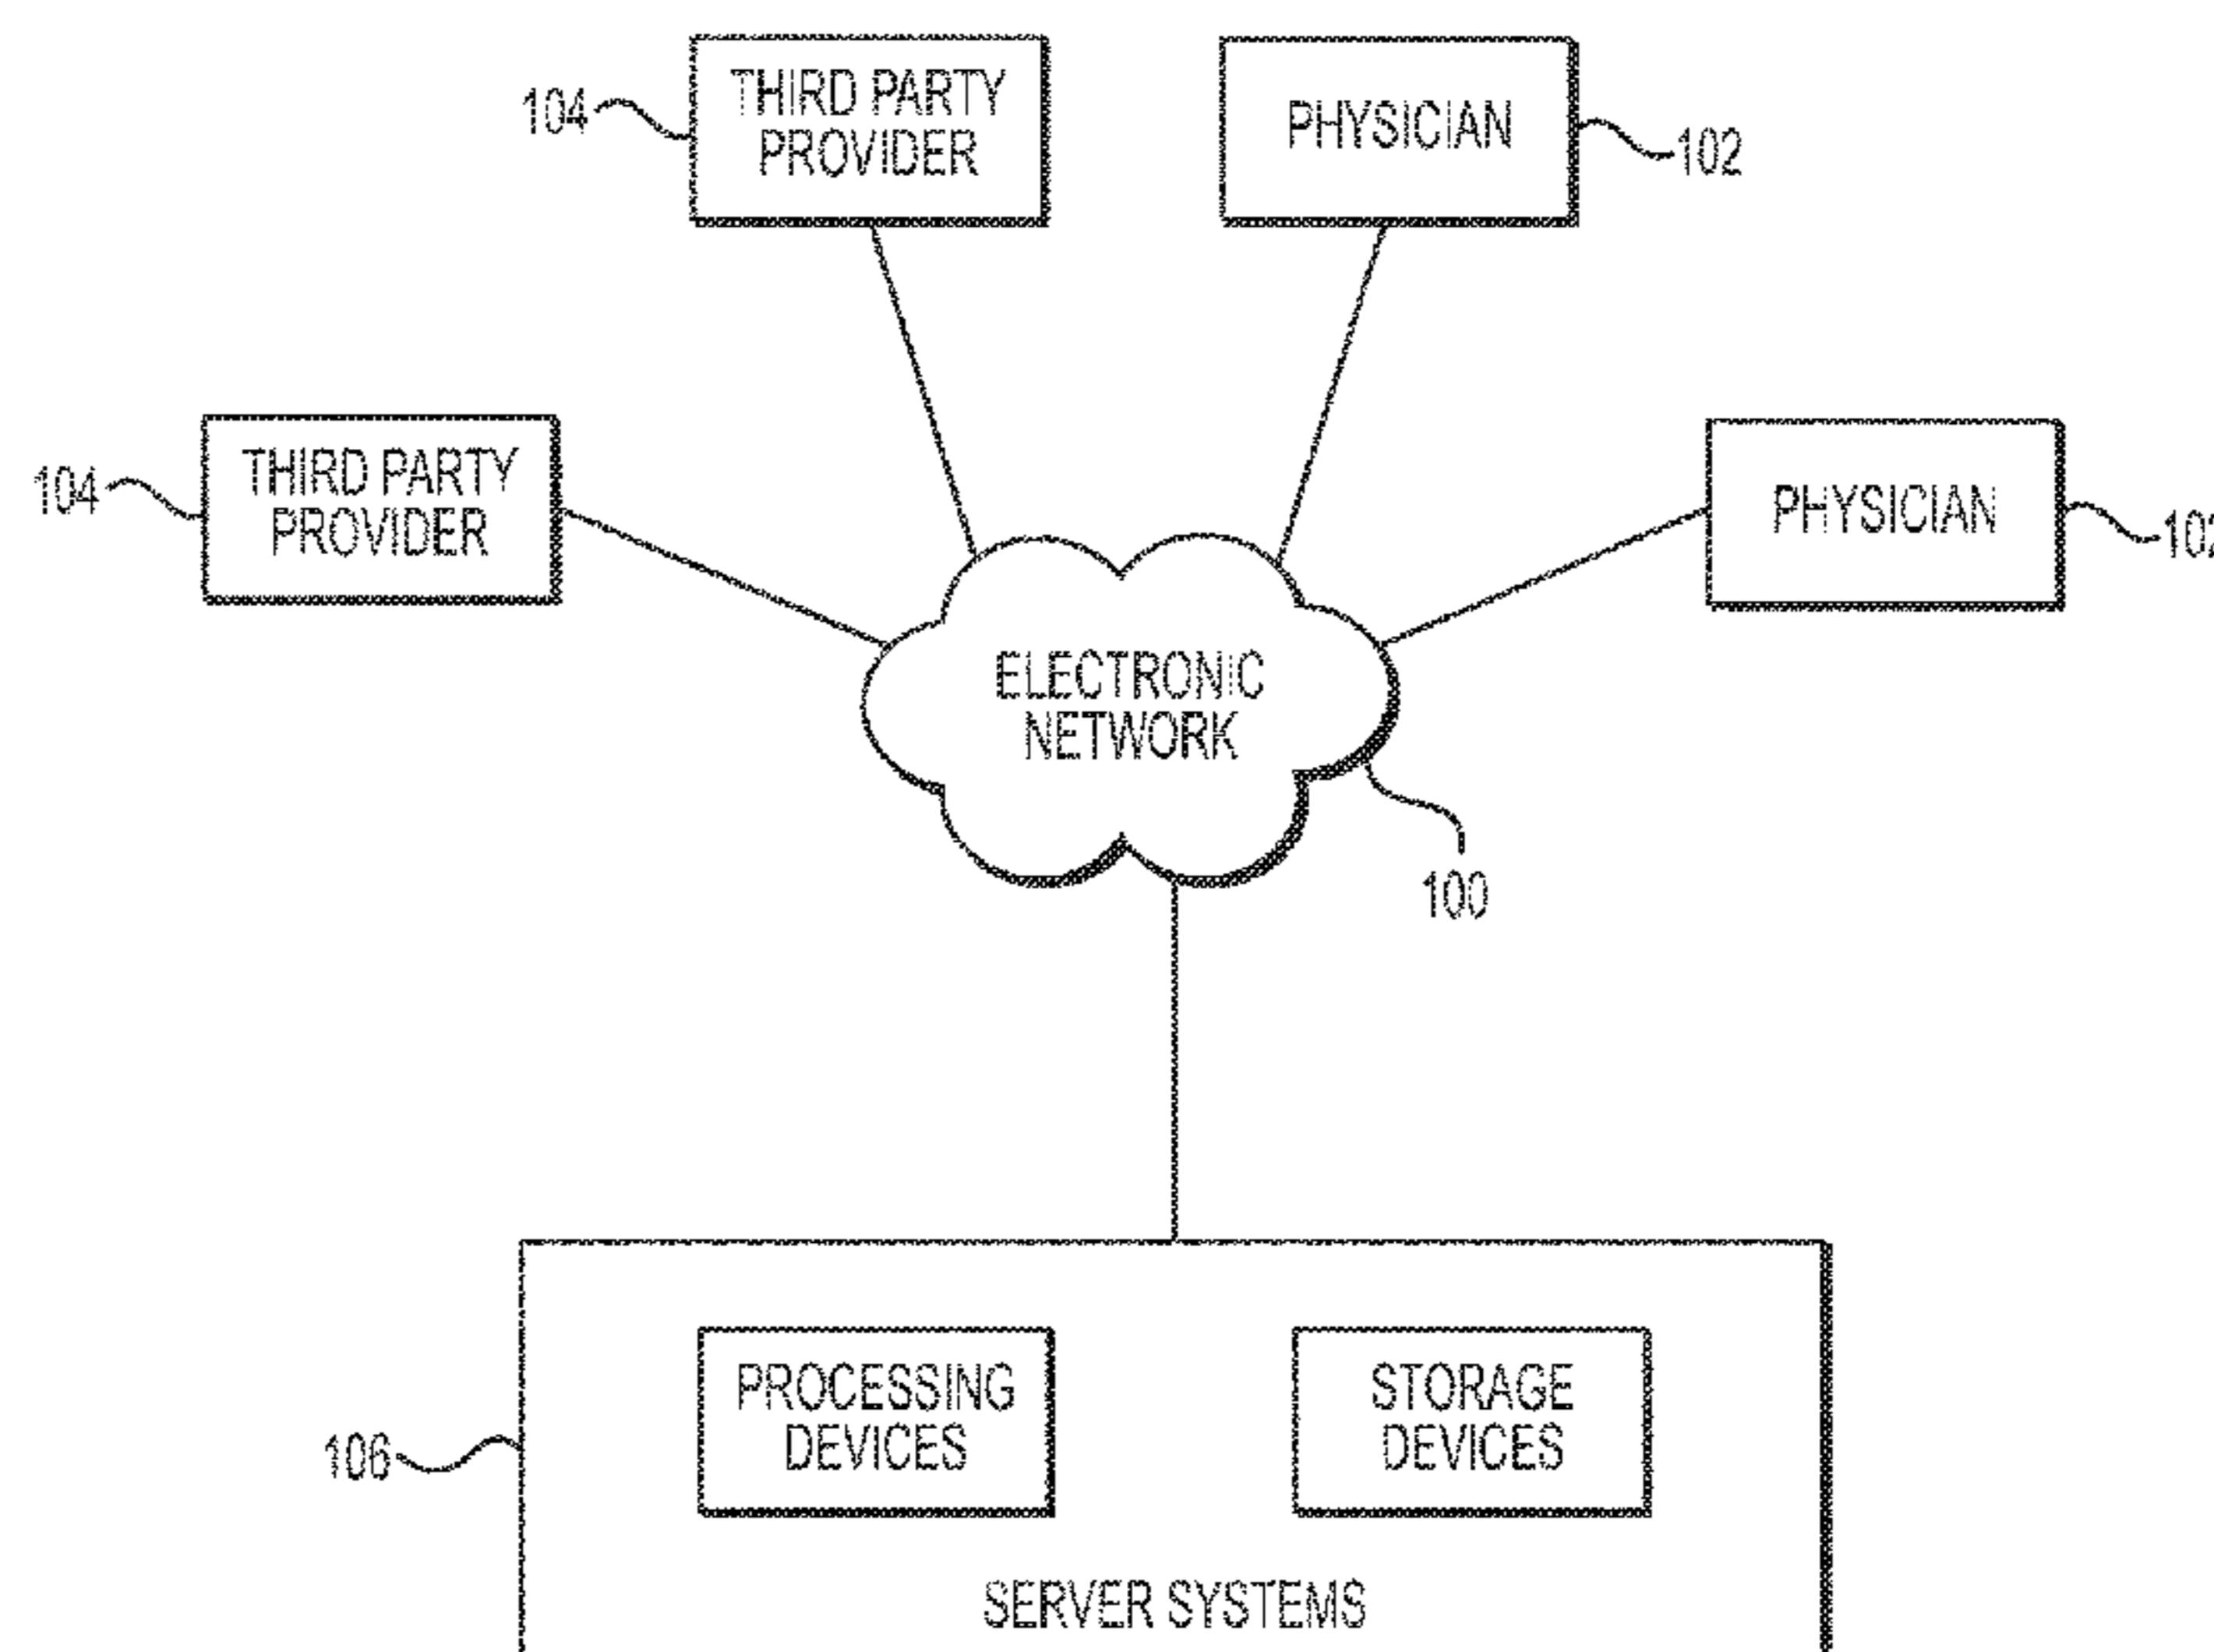 104
THIRD PARTY
PROVIDER
PHYSICIAN
102
104
THIRD PARTY
PROVIDER
PHYSICIAN
102
ELECTRONIC
NETWORK
100
106
PROCESSING
DEVICES
STORAGE
DEVICES
SERVER SYSTEMS